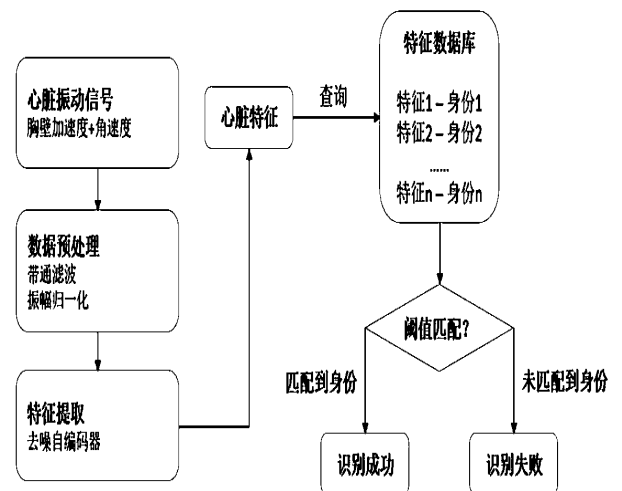 心脏振动信号
胸壁加速度+角速度
数据预处理
带通滤波
振幅归一化
特征提取
去噪自编码器
心脏特征
查询
特征数据库
特征1 – 身份1
特征2 – 身份2
......
特征n – 身份n
阈值匹配?
匹配到身份
未匹配到身份
识别成功
识别失败